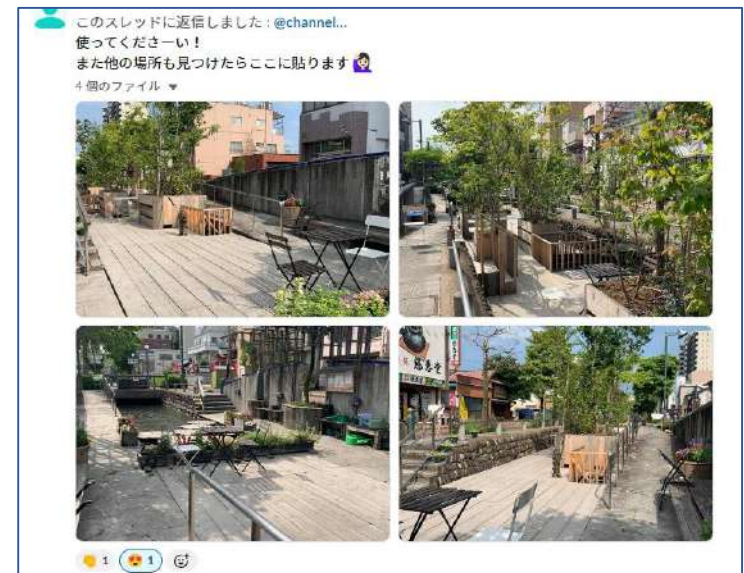 このスレッドに返信しました：@channel...
使ってくださーい！
また他の場所も見つけたらここに貼ります
4 個のファイル
1
1